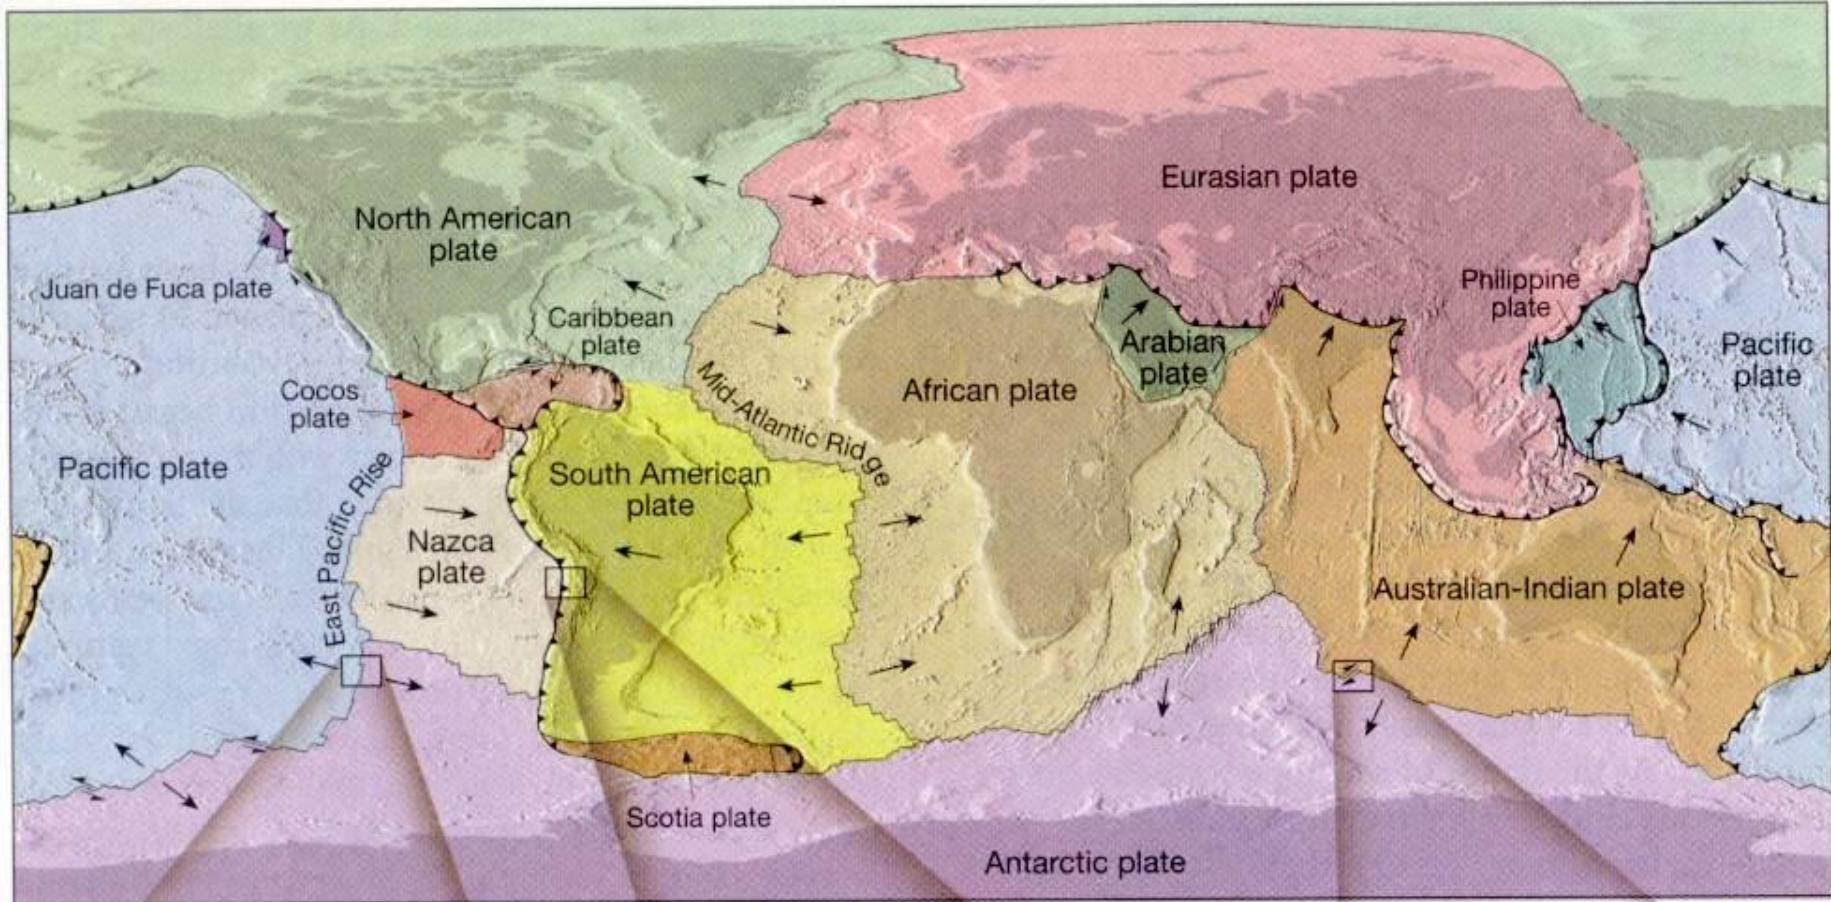 North American
plate
Eurasian plate
Juan de Fuca plate
Caribbean
plate
Philippine
plate
Arabian
plate
Pacific
plate
Cocos
plate
African plate
Mid-Atlantic Ridge
Pacific plate
South American
plate
East Pacific Rise
Nazca
plate
Australian-Indian plate
Scotia plate
Antarctic plate